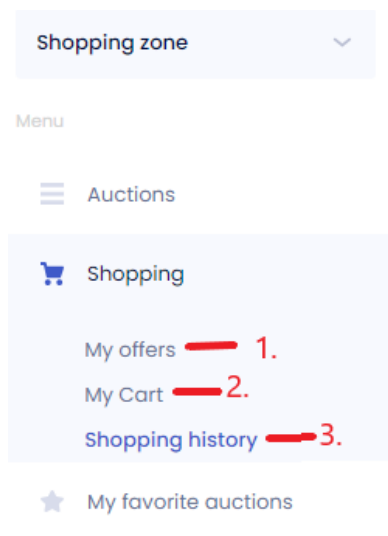 Shopping zone
Menu
Auctions
Shopping
My offers 1.
My Cart 2.
Shopping history 3.
My favorite auctions